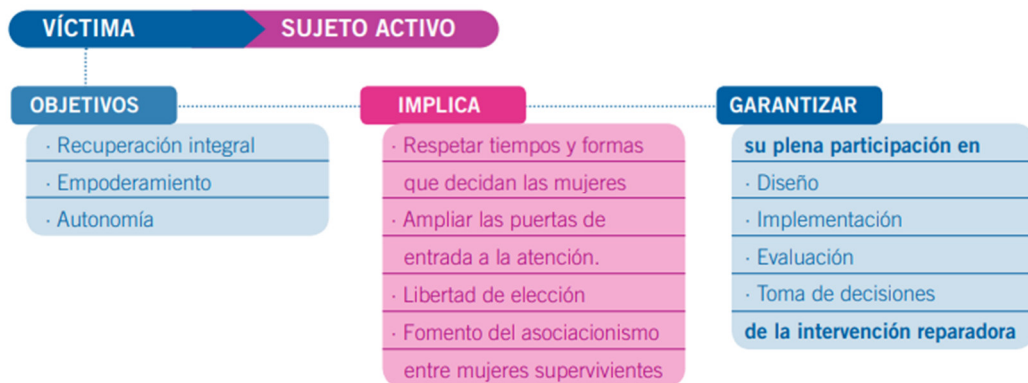 VÍCTIMA
SUJETO ACTIVO
OBJETIVOS
· Recuperación integral
· Empoderamiento
· Autonomía
IMPLICA
· Respetar tiempos y formas
que decidan las mujeres
· Ampliar las puertas de
entrada a la atención.
· Libertad de elección
· Fomento del asociacionismo
entre mujeres supervivientes
GARANTIZAR
su plena participación en
· Diseño
· Implementación
· Evaluación
· Toma de decisiones
de la intervención reparadora